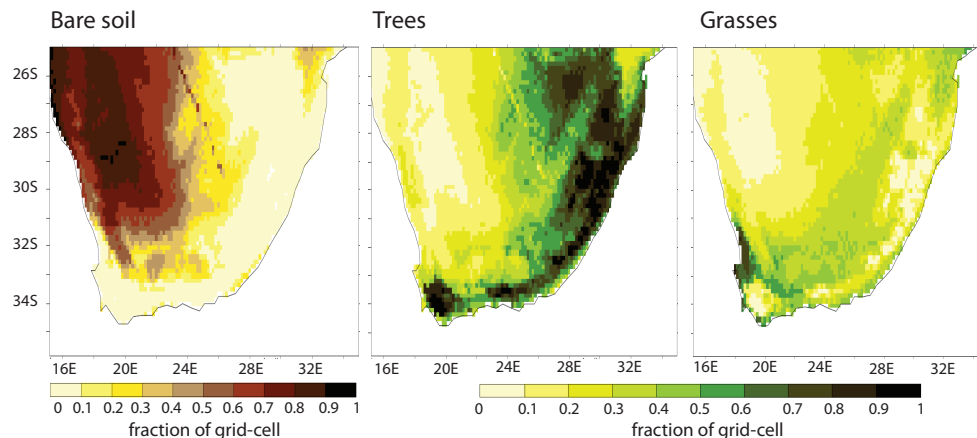 Bare soil
Trees
Grasses
26S
28S
30S
32S
34S
16E 20E 24E 28E 32E
16E 20E 24E 28E 32E
16E 20E 24E 28E 32E
0 0.1 0.2 0.3 0.4 0.5 0.6 0.7 0.8 0.9 1
fraction of grid-cell
0 0.1 0.2 0.3 0.4 0.5 0.6 0.7 0.8 0.9 1
fraction of grid-cell